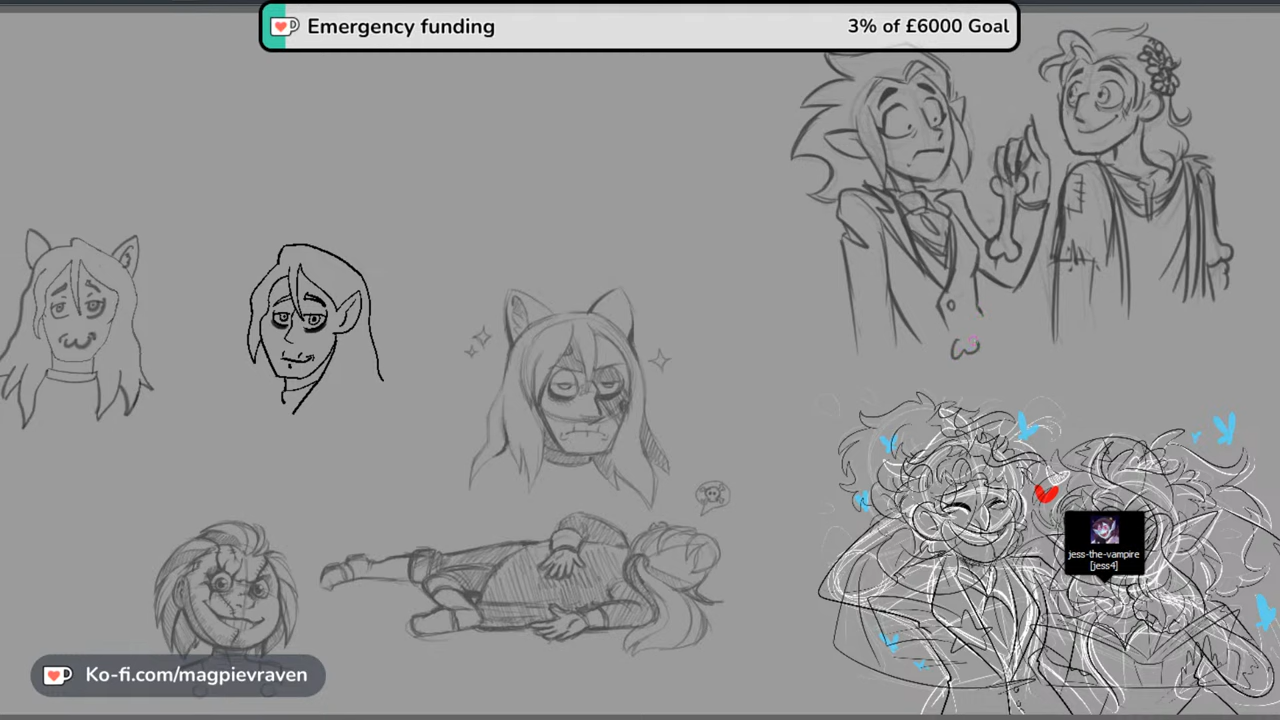 Emergency funding
3% of £6000 Goal
jess-the-vampire
[jess4]
Ko-fi.com/magpievraven